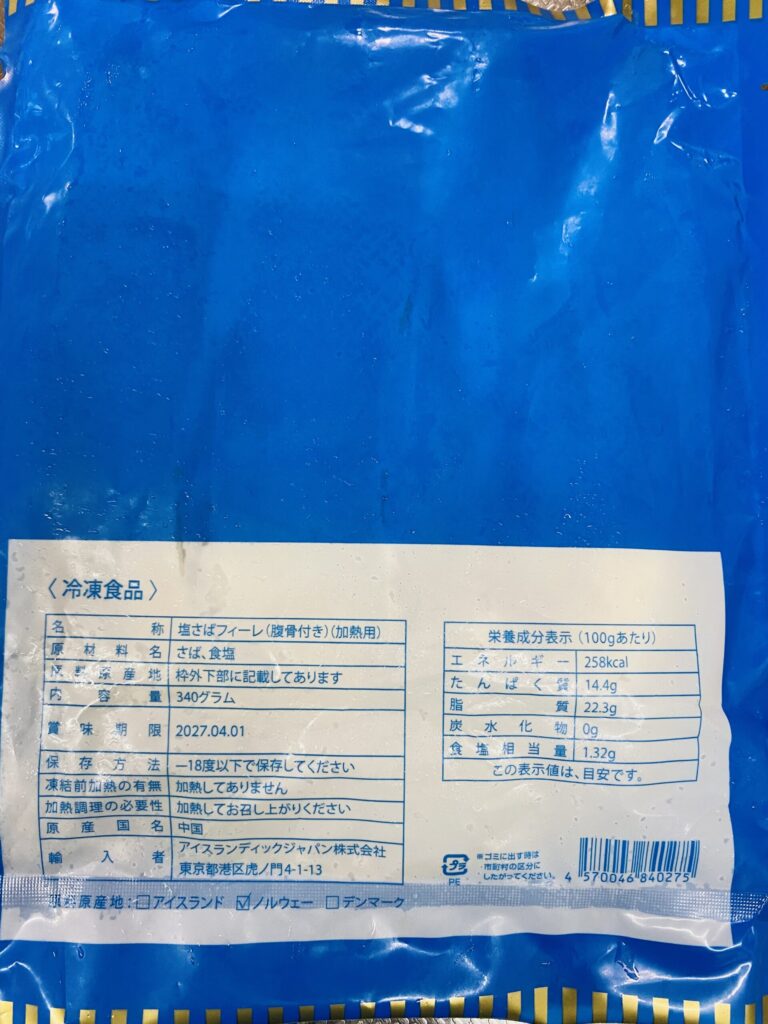 〈冷凍食品〉
名称 塩さばフィーレ(腹骨付き)(加熱用)
原材料名 さば、食塩
原料原産地 枠外下部に記載してあります
内容量 340グラム
賞味期限 2027.04.01
保存方法 ―18度以下で保存してください
凍結前加熱の有無 加熱してありません
加熱調理の必要性 加熱してお召し上がりください
原産国名 中国
輸入者 アイスランディックジャパン株式会社
東京都港区虎ノ門4-1-13
原料原産地:□アイスランド ☑ノルウェー □デンマーク
栄養成分表示(100gあたり)
エネルギー 258kcal
たんぱく質 14.4g
脂質 22.3g
炭水化物 0g
食塩相当量 1.32g
この表示値は、目安です。
プラ
PE
※ゴミに出す時は
市町村の区分に
したがってください。
4 570046 840275